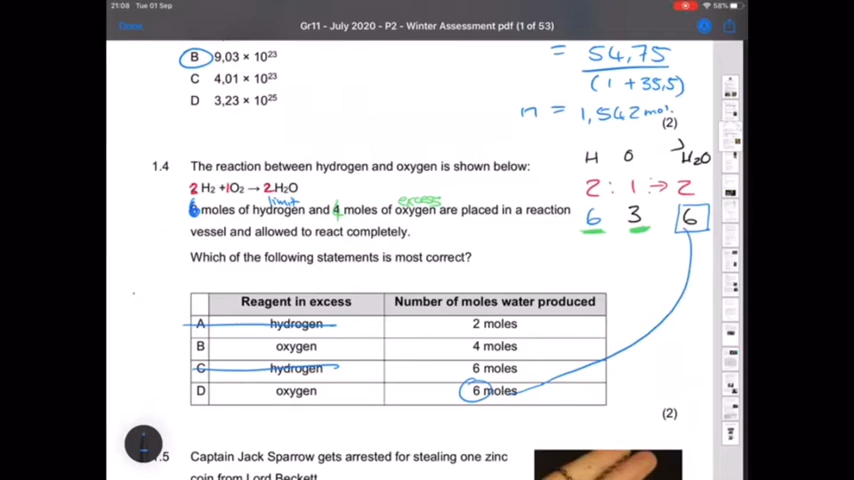 21:08 Tue 01 Sep
Done
Gr11 - July 2020 - P2 - Winter Assessment pdf (1 of 53)
B 9,03 × 10²³
C 4,01 × 10²³
D 3,23 × 10²⁵
= 54,75
(1 + 35,5)
n = 1,542 mol
(2)
1.4 The reaction between hydrogen and oxygen is shown below:
2 H₂ +1O₂ → 2H₂O
limit excess
6 moles of hydrogen and 4 moles of oxygen are placed in a reaction
vessel and allowed to react completely.
H O → H₂O
2 : 1 → 2
6 3 6
Which of the following statements is most correct?
Reagent in excess Number of moles water produced
A hydrogen 2 moles
B oxygen 4 moles
C hydrogen 6 moles
D oxygen 6 moles
(2)
.5 Captain Jack Sparrow gets arrested for stealing one zinc
coin from Lord Beckett